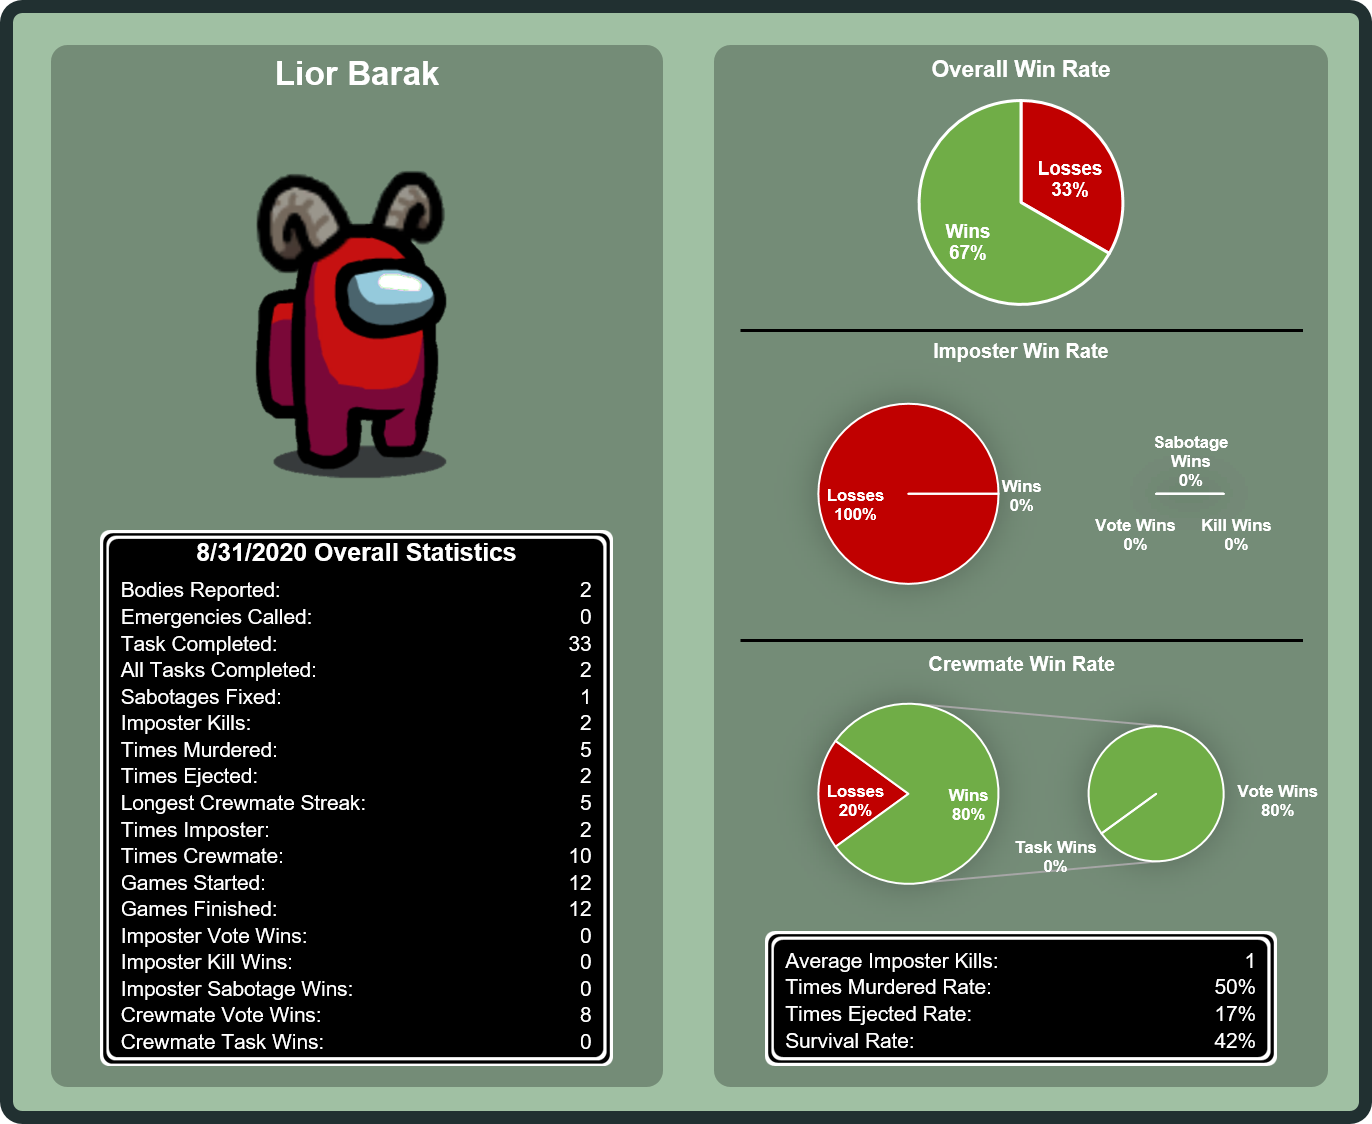 Lior Barak
8/31/2020 Overall Statistics
Bodies Reported: 2
Emergencies Called: 0
Task Completed: 33
All Tasks Completed: 2
Sabotages Fixed: 1
Imposter Kills: 2
Times Murdered: 5
Times Ejected: 2
Longest Crewmate Streak: 5
Times Imposter: 2
Times Crewmate: 10
Games Started: 12
Games Finished: 12
Imposter Vote Wins: 0
Imposter Kill Wins: 0
Imposter Sabotage Wins: 0
Crewmate Vote Wins: 8
Crewmate Task Wins: 0
Overall Win Rate
Losses
33%
Wins
67%
Imposter Win Rate
Losses
100%
Wins
0%
Sabotage
Wins
0%
Vote Wins
0%
Kill Wins
0%
Crewmate Win Rate
Losses
20%
Wins
80%
Task Wins
0%
Vote Wins
80%
Average Imposter Kills: 1
Times Murdered Rate: 50%
Times Ejected Rate: 17%
Survival Rate: 42%